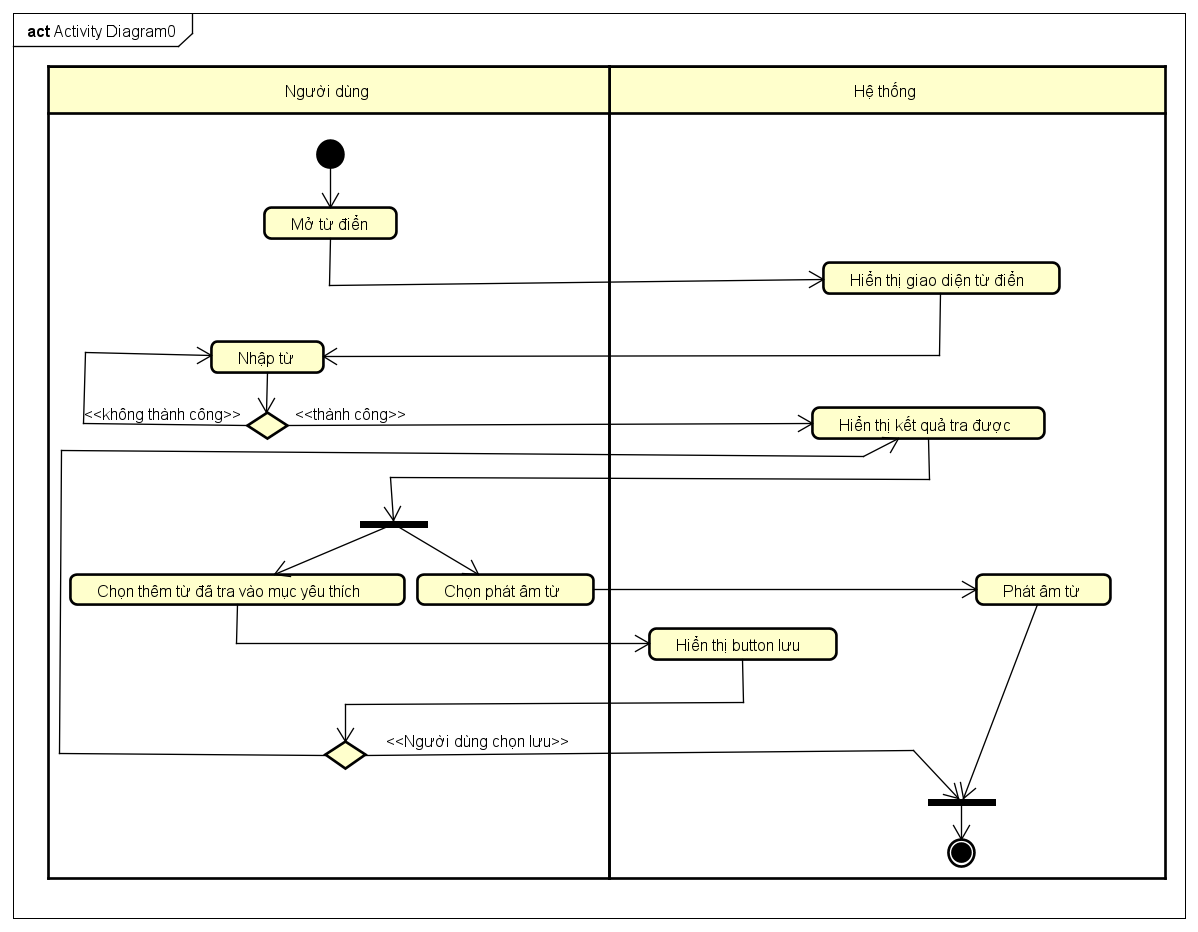 act Activity Diagram0
Người dùng
Hệ thống
Mở từ điển
Hiển thị giao diện từ điển
Nhập từ
<<không thành công>>
<<thành công>>
Hiển thị kết quả tra được
Chọn thêm từ đã tra vào mục yêu thích
Chọn phát âm từ
Phát âm từ
Hiển thị button lưu
<<Người dùng chọn lưu>>